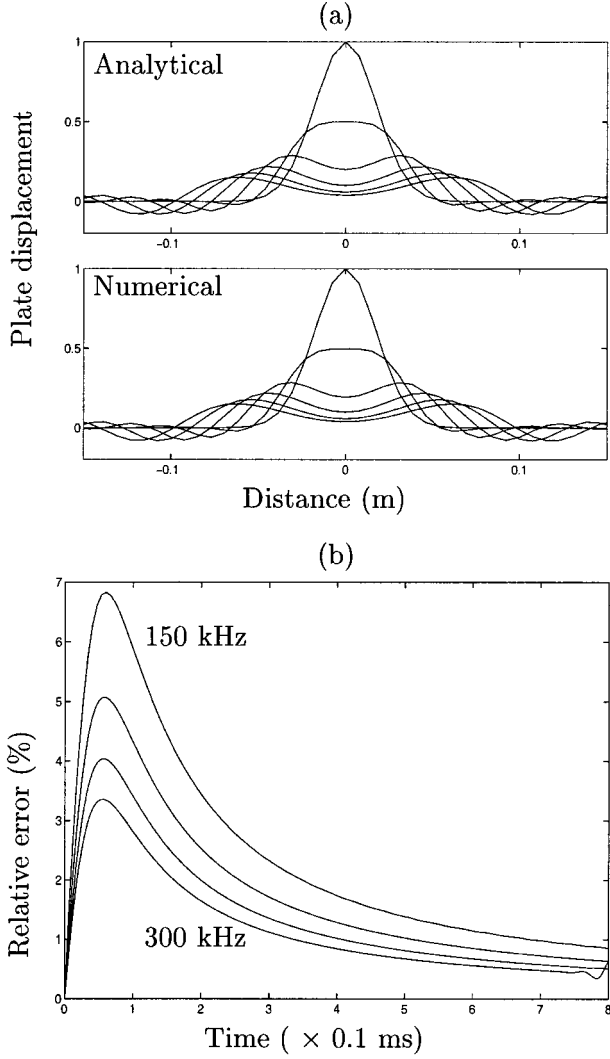 (a)
Analytical
1
0.5
0
−0.1
0
0.1
Numerical
1
0.5
0
−0.1
0
0.1
Plate displacement
Distance (m)
(b)
7
6
5
4
3
2
1
0
150 kHz
300 kHz
Relative error (%)
0 1 2 3 4 5 6 7 8
Time ( × 0.1 ms)